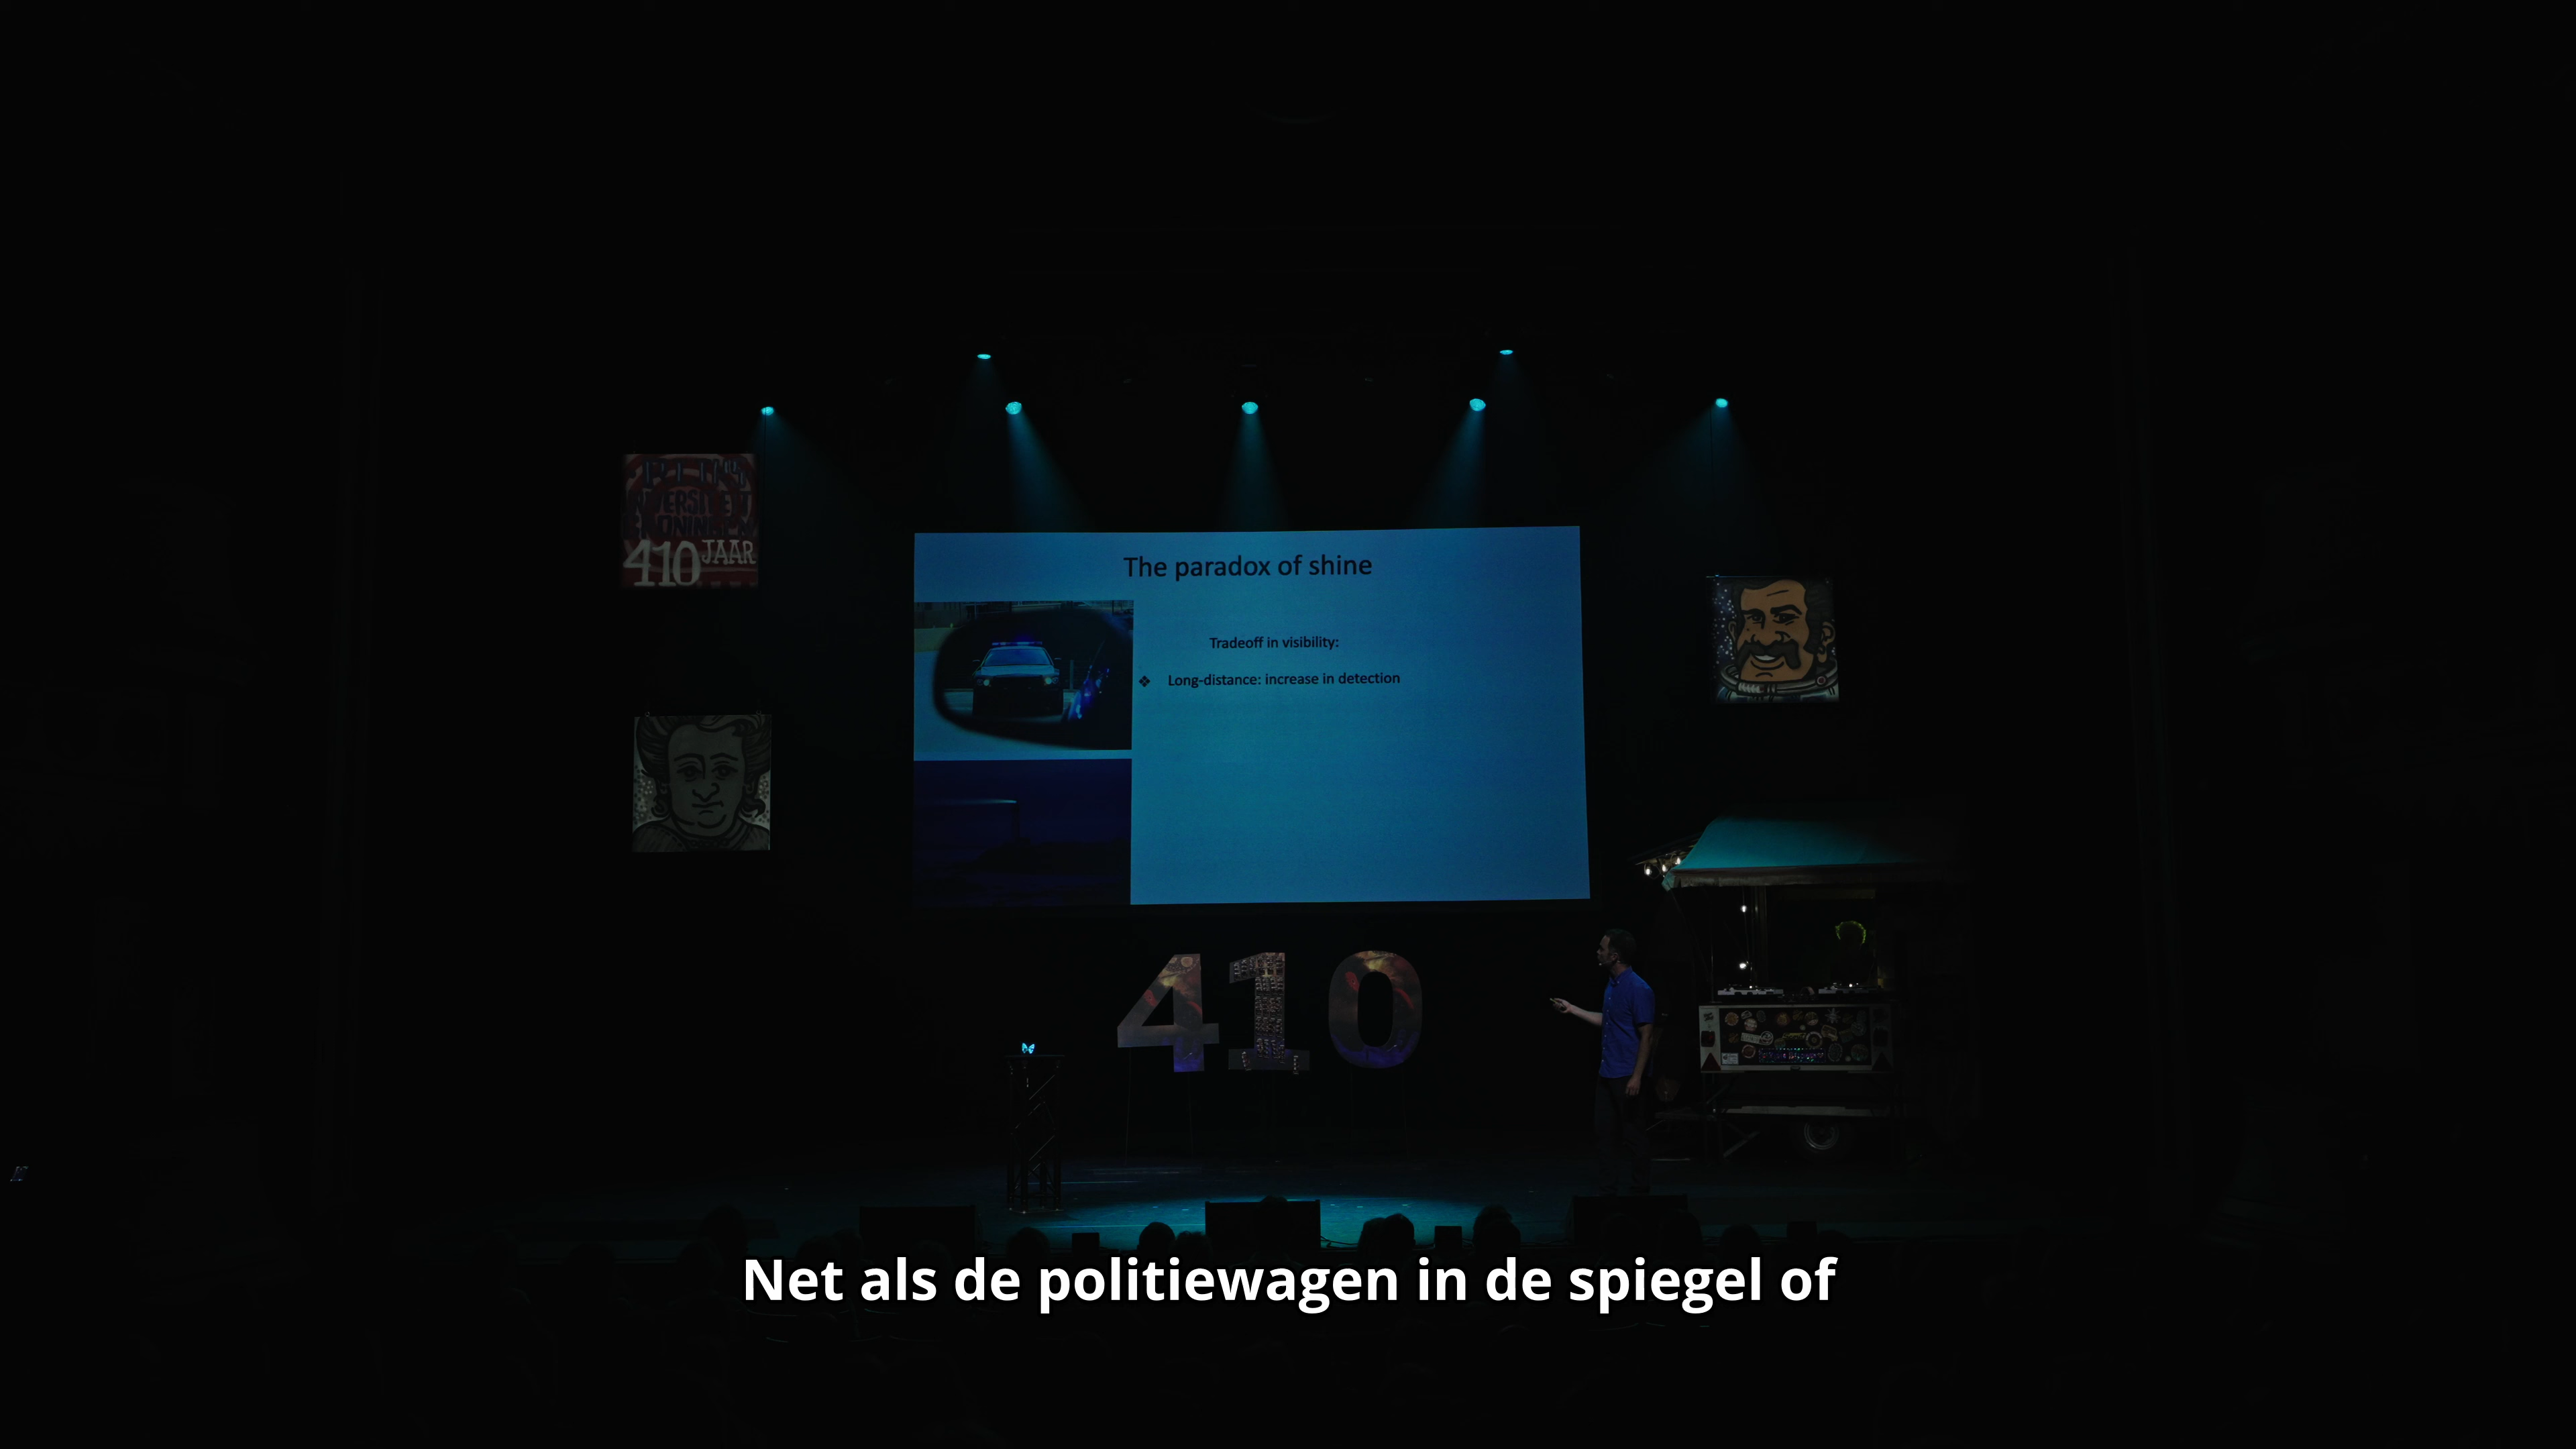 410 JAAR
The paradox of shine
Tradeoff in visibility:
❖ Long-distance: increase in detection
410
Net als de politiewagen in de spiegel of